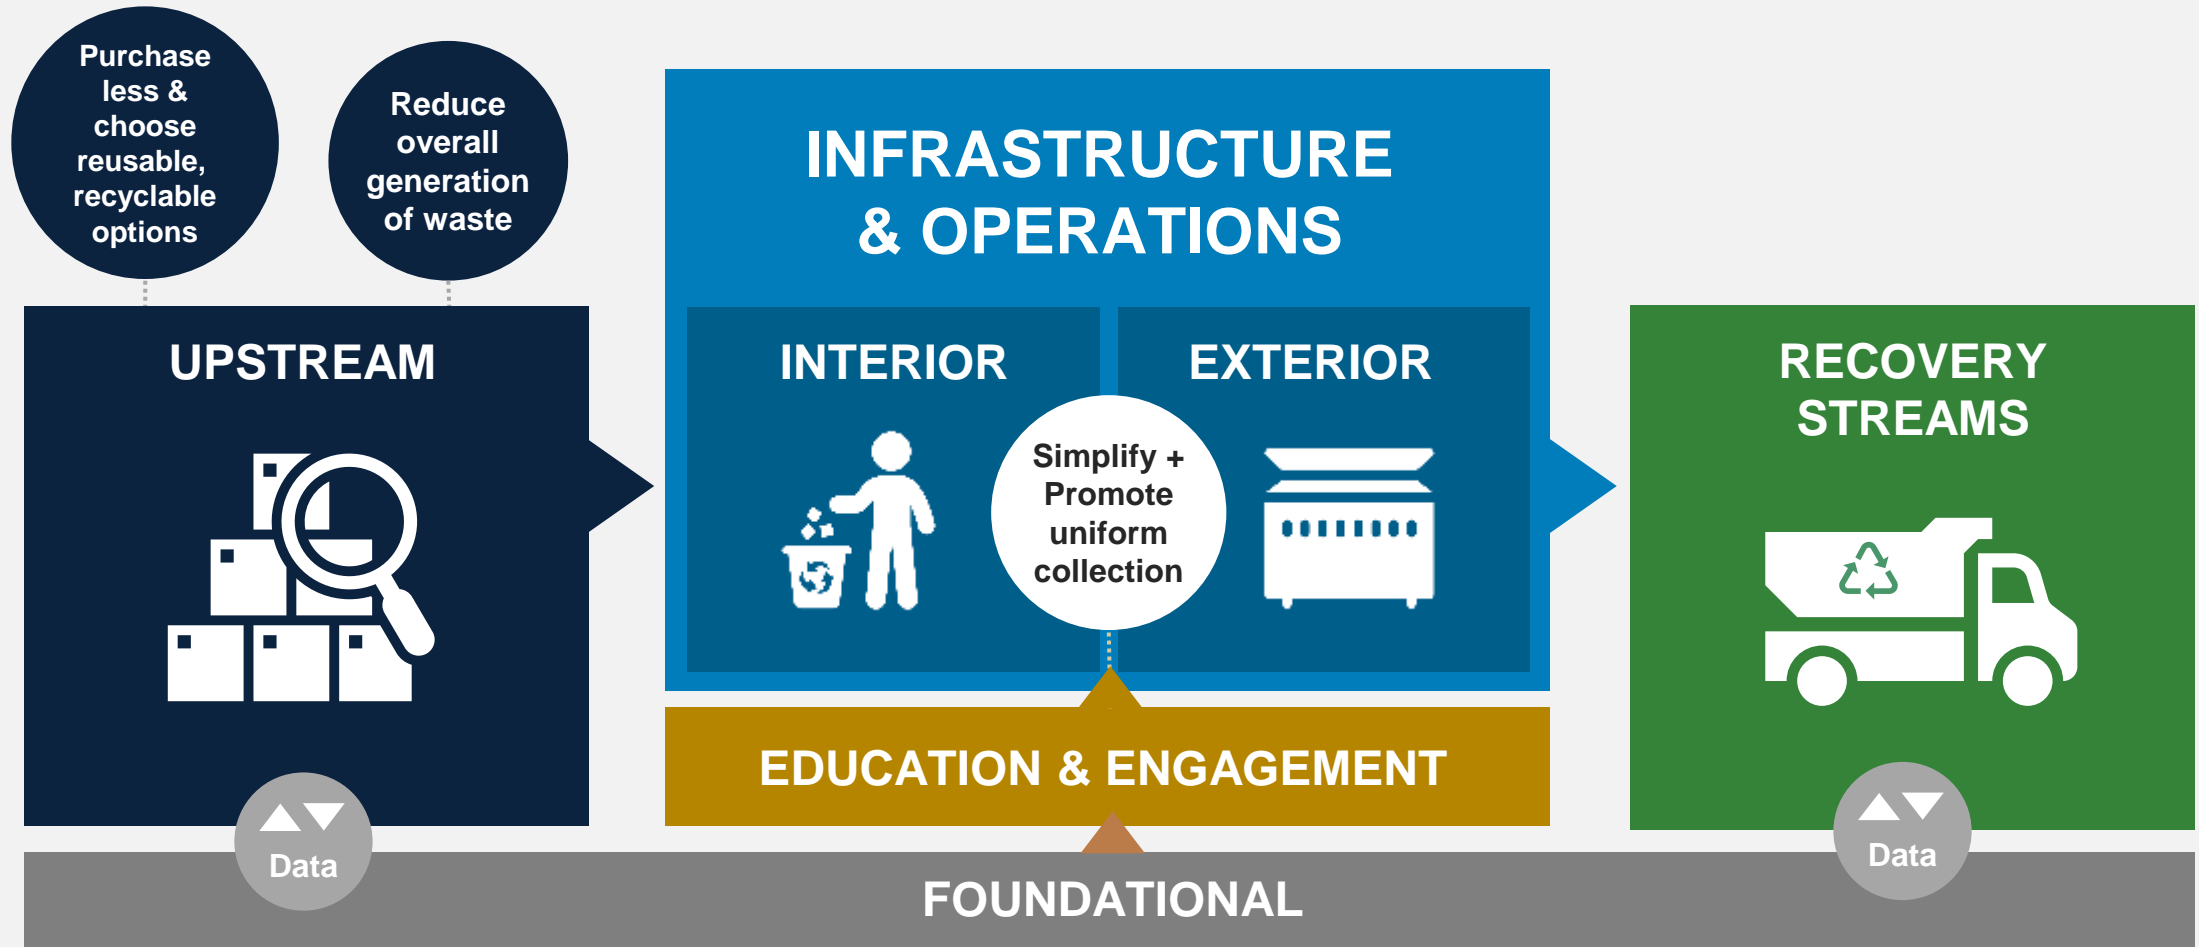 Purchase
less &
choose
reusable,
recyclable
options
Reduce
overall
generation
of waste
UPSTREAM
INFRASTRUCTURE
& OPERATIONS
INTERIOR
EXTERIOR
Simplify +
Promote
uniform
collection
RECOVERY
STREAMS
EDUCATION & ENGAGEMENT
Data
Data
FOUNDATIONAL